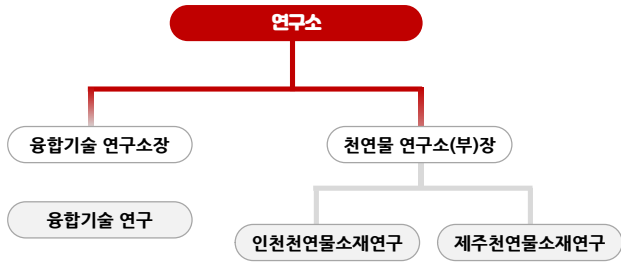 연구소
융합기술 연구소장
천연물 연구소(부)장
융합기술 연구
인천천연물소재연구
제주천연물소재연구